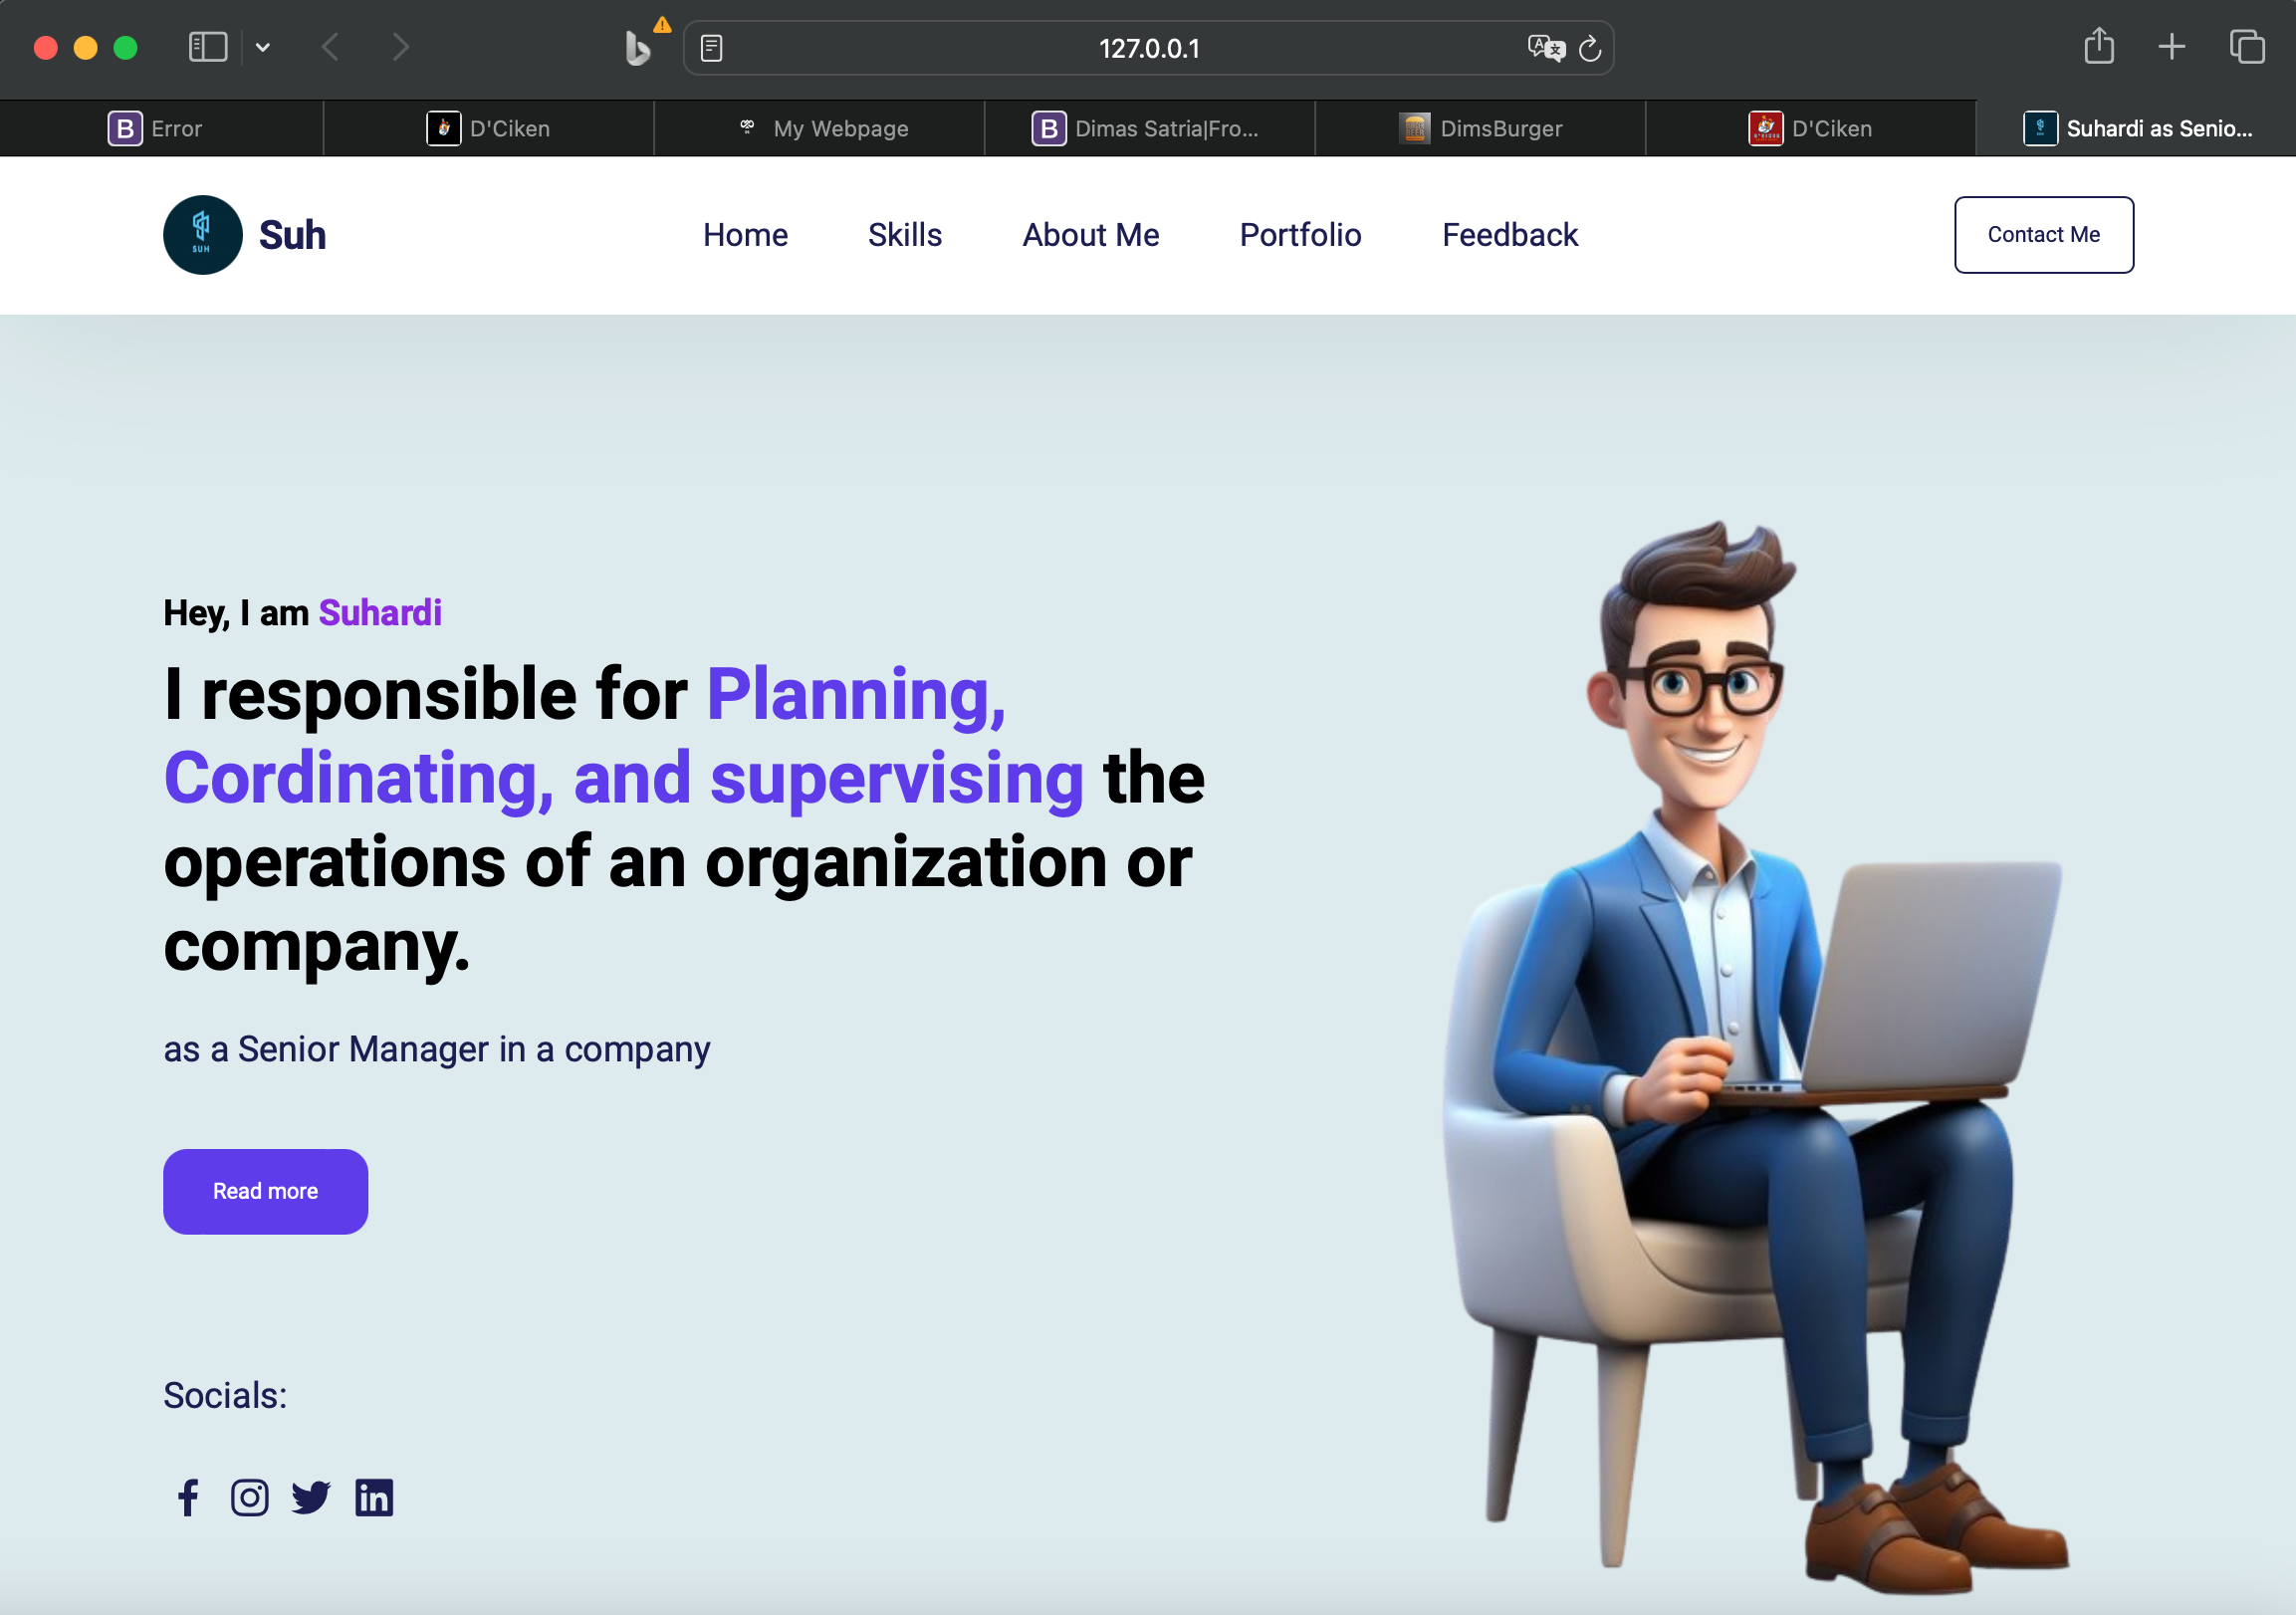 127.0.0.1
Error
D'Ciken
My Webpage
Dimas Satria|Fro...
DimsBurger
D'Ciken
Suhardi as Senio...
SUH
Suh
Home
Skills
About Me
Portfolio
Feedback
Contact Me
Hey, I am Suhardi
I responsible for Planning,
Cordinating, and supervising the
operations of an organization or
company.
as a Senior Manager in a company
Read more
Socials: